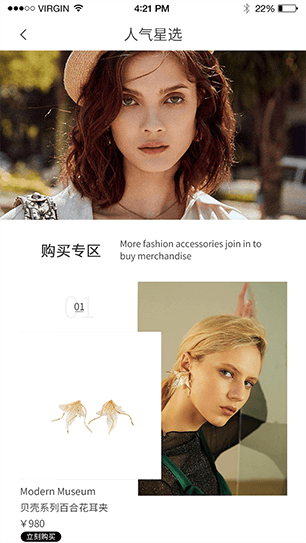 VIRGIN 4:21 PM 22%
人气星选
购买专区
More fashion accessories join in to
buy merchandise
01
Modern Museum
贝壳系列百合花耳夹
￥980
立刻购买